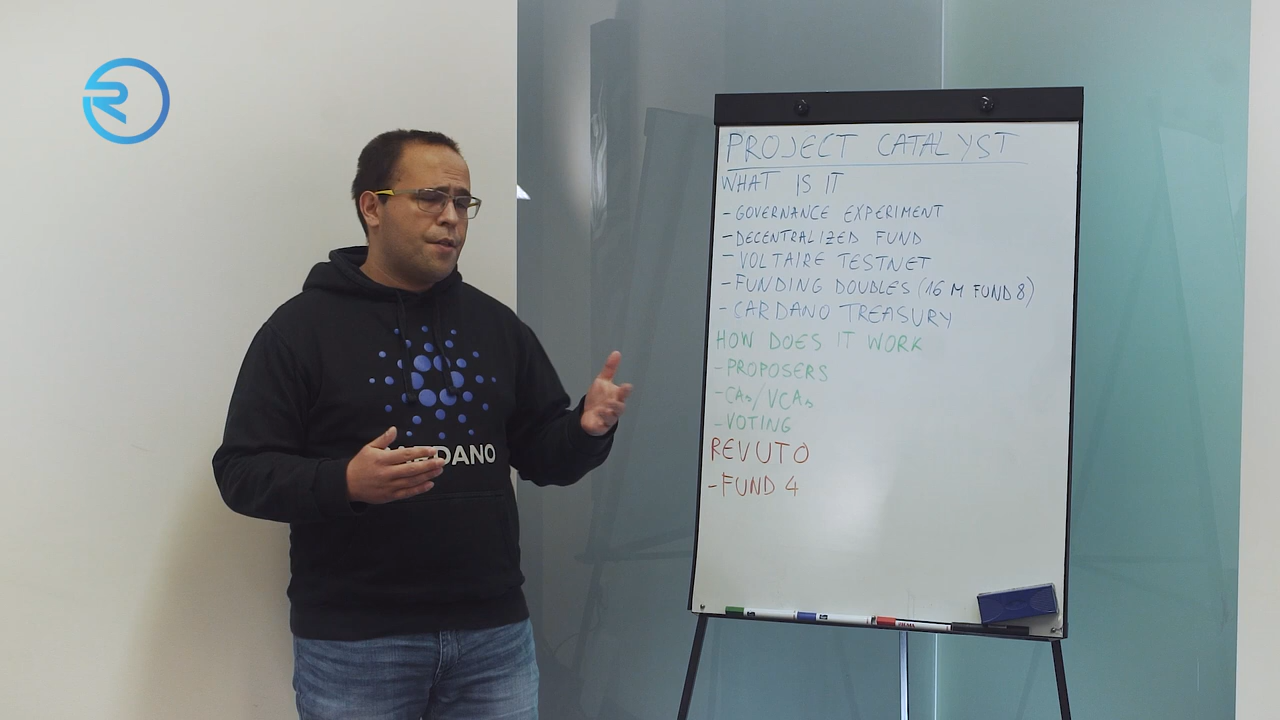 PROJECT CATALYST
WHAT IS IT
- GOVERNANCE EXPERIMENT
- DECENTRALIZED FUND
- VOLTAIRE TESTNET
- FUNDING DOUBLES (16 M FUND 8)
- CARDANO TREASURY
HOW DOES IT WORK
- PROPOSERS
- CAs/VCAs
- VOTING
REVUTO
- FUND 4
CARDANO